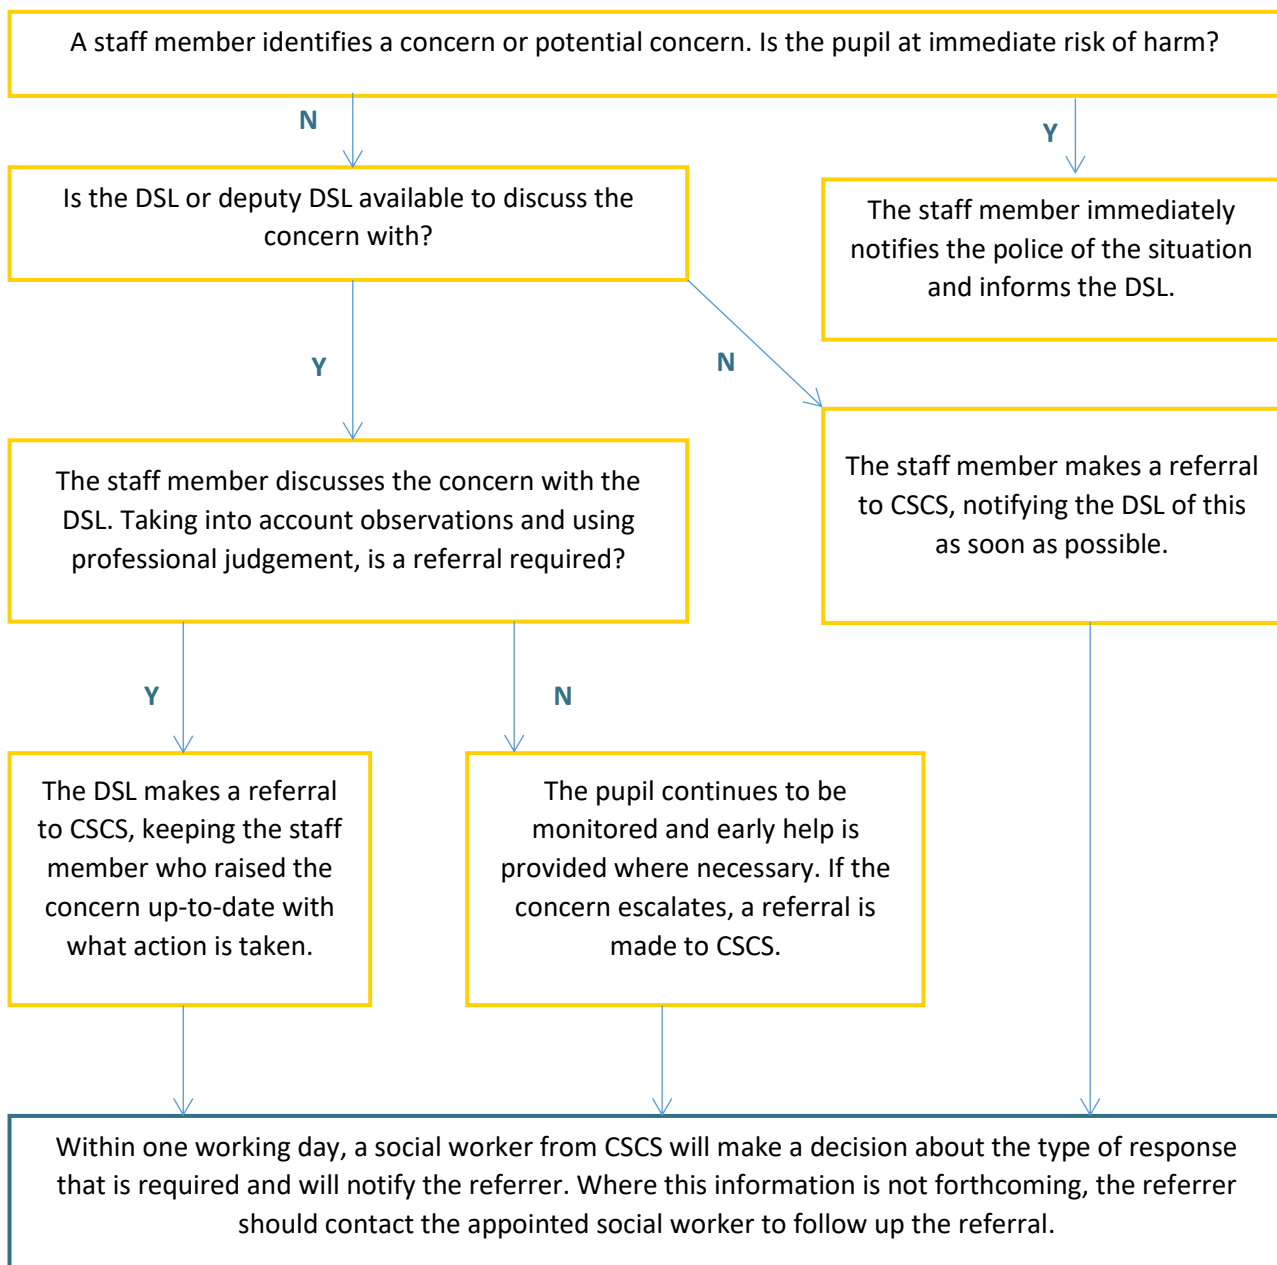 A staff member identifies a concern or potential concern. Is the pupil at immediate risk of harm?
N
Y
Is the DSL or deputy DSL available to discuss the
concern with?
The staff member immediately
notifies the police of the situation
and informs the DSL.
Y
N
The staff member discusses the concern with the
DSL. Taking into account observations and using
professional judgement, is a referral required?
The staff member makes a referral
to CSCS, notifying the DSL of this
as soon as possible.
Y
N
The DSL makes a referral
to CSCS, keeping the staff
member who raised the
concern up-to-date with
what action is taken.
The pupil continues to be
monitored and early help is
provided where necessary. If the
concern escalates, a referral is
made to CSCS.
Within one working day, a social worker from CSCS will make a decision about the type of response
that is required and will notify the referrer. Where this information is not forthcoming, the referrer
should contact the appointed social worker to follow up the referral.